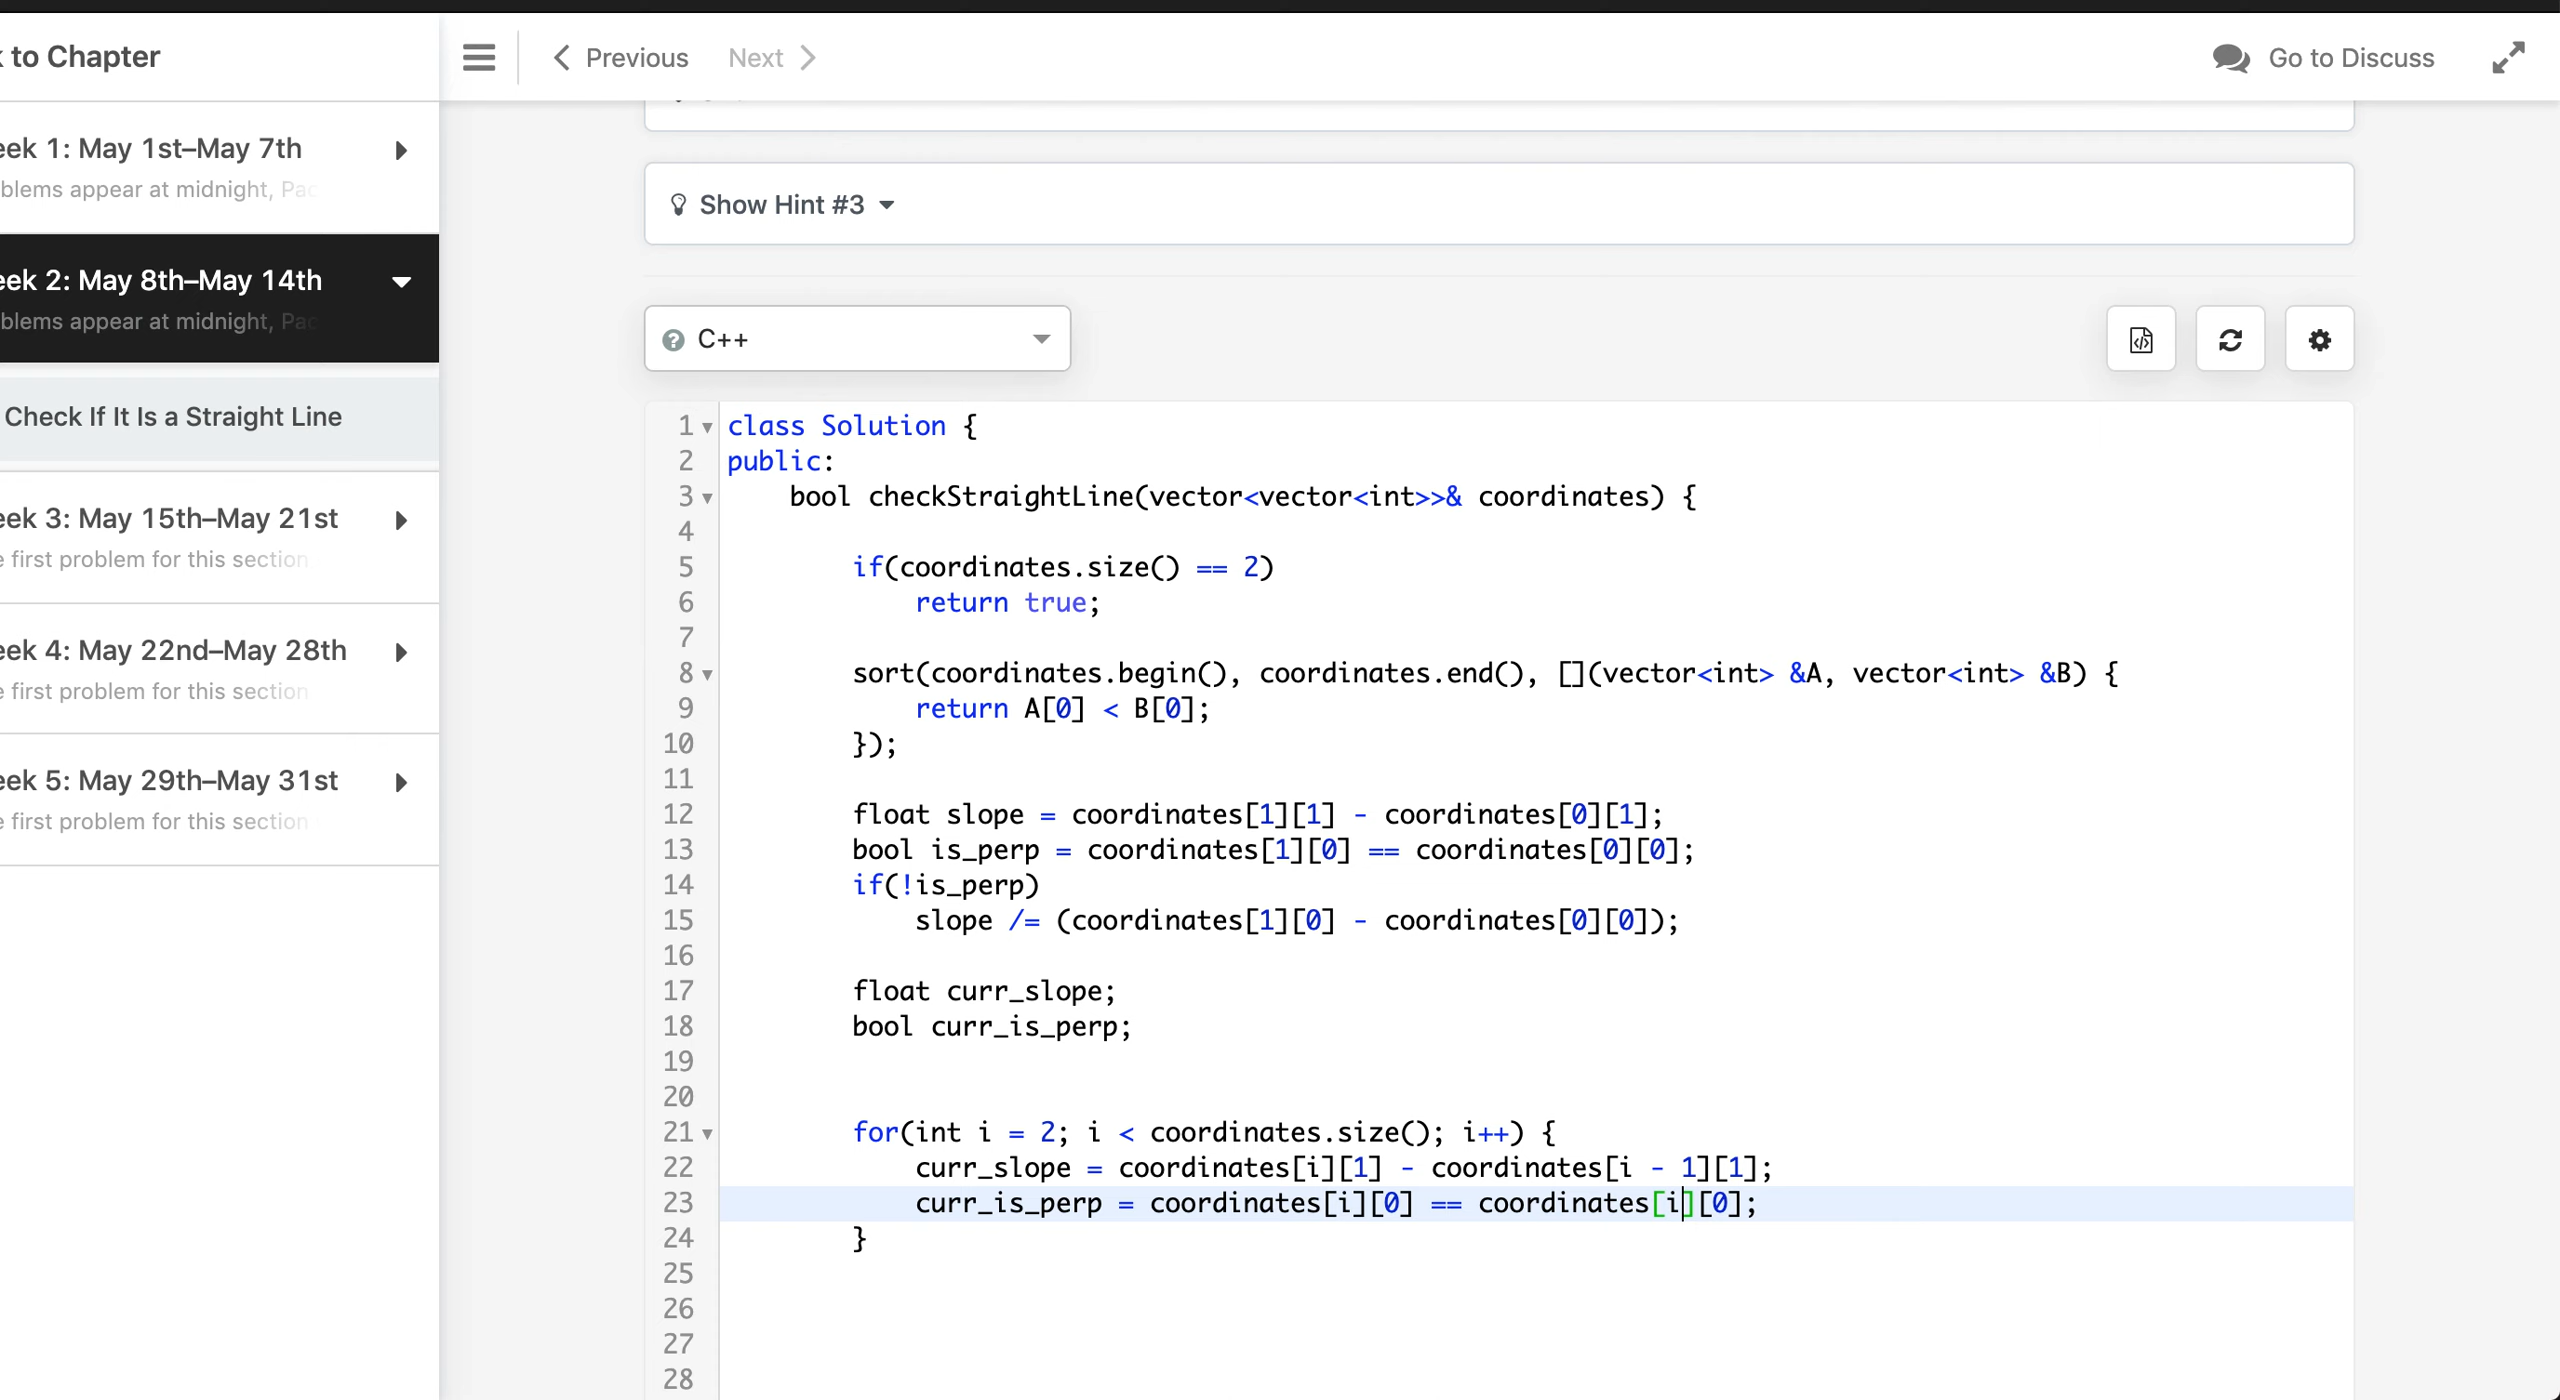 to Chapter
Previous
Next
Go to Discuss
eek 1: May 1st–May 7th
blems appear at midnight, Pac
eek 2: May 8th–May 14th
blems appear at midnight, Pac
Check If It Is a Straight Line
eek 3: May 15th–May 21st
e first problem for this section
eek 4: May 22nd–May 28th
e first problem for this section
eek 5: May 29th–May 31st
e first problem for this section
Show Hint #3
C++
1 class Solution {
2 public:
3 bool checkStraightLine(vector<vector<int>>& coordinates) {
4
5 if(coordinates.size() == 2)
6 return true;
7
8 sort(coordinates.begin(), coordinates.end(), [](vector<int> &A, vector<int> &B) {
9 return A[0] < B[0];
10 });
11
12 float slope = coordinates[1][1] - coordinates[0][1];
13 bool is_perp = coordinates[1][0] == coordinates[0][0];
14 if(!is_perp)
15 slope /= (coordinates[1][0] - coordinates[0][0]);
16
17 float curr_slope;
18 bool curr_is_perp;
19
20
21 for(int i = 2; i < coordinates.size(); i++) {
22 curr_slope = coordinates[i][1] - coordinates[i - 1][1];
23 curr_is_perp = coordinates[i][0] == coordinates[i][0];
24 }
25
26
27
28